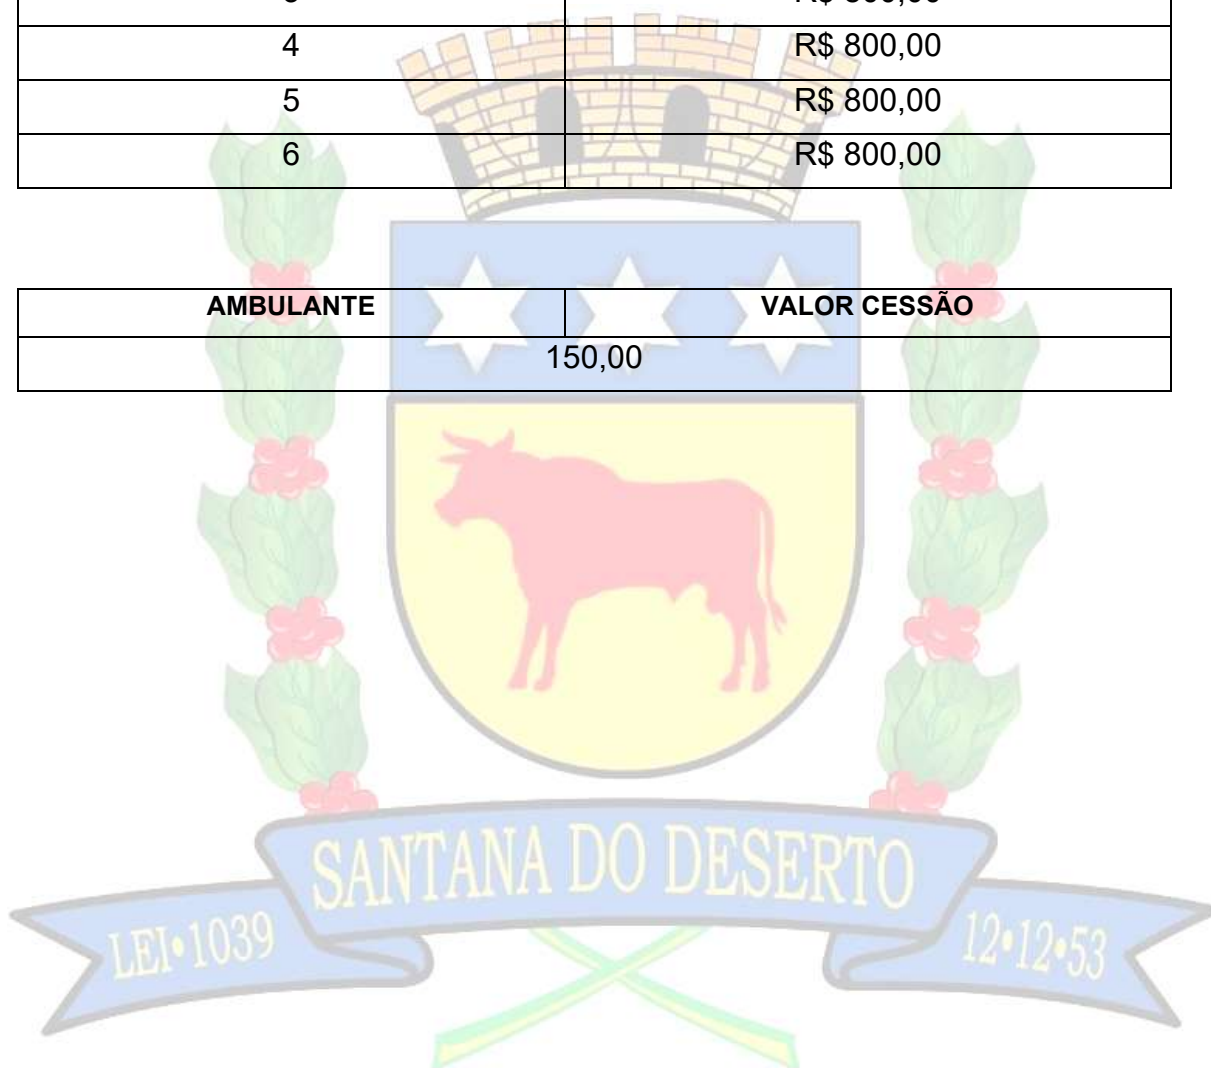 4 R$ 800,00
5 R$ 800,00
6 R$ 800,00
AMBULANTE VALOR CESSÃO
150,00
SANTANA DO DESERTO
LEI•1039 12•12•53